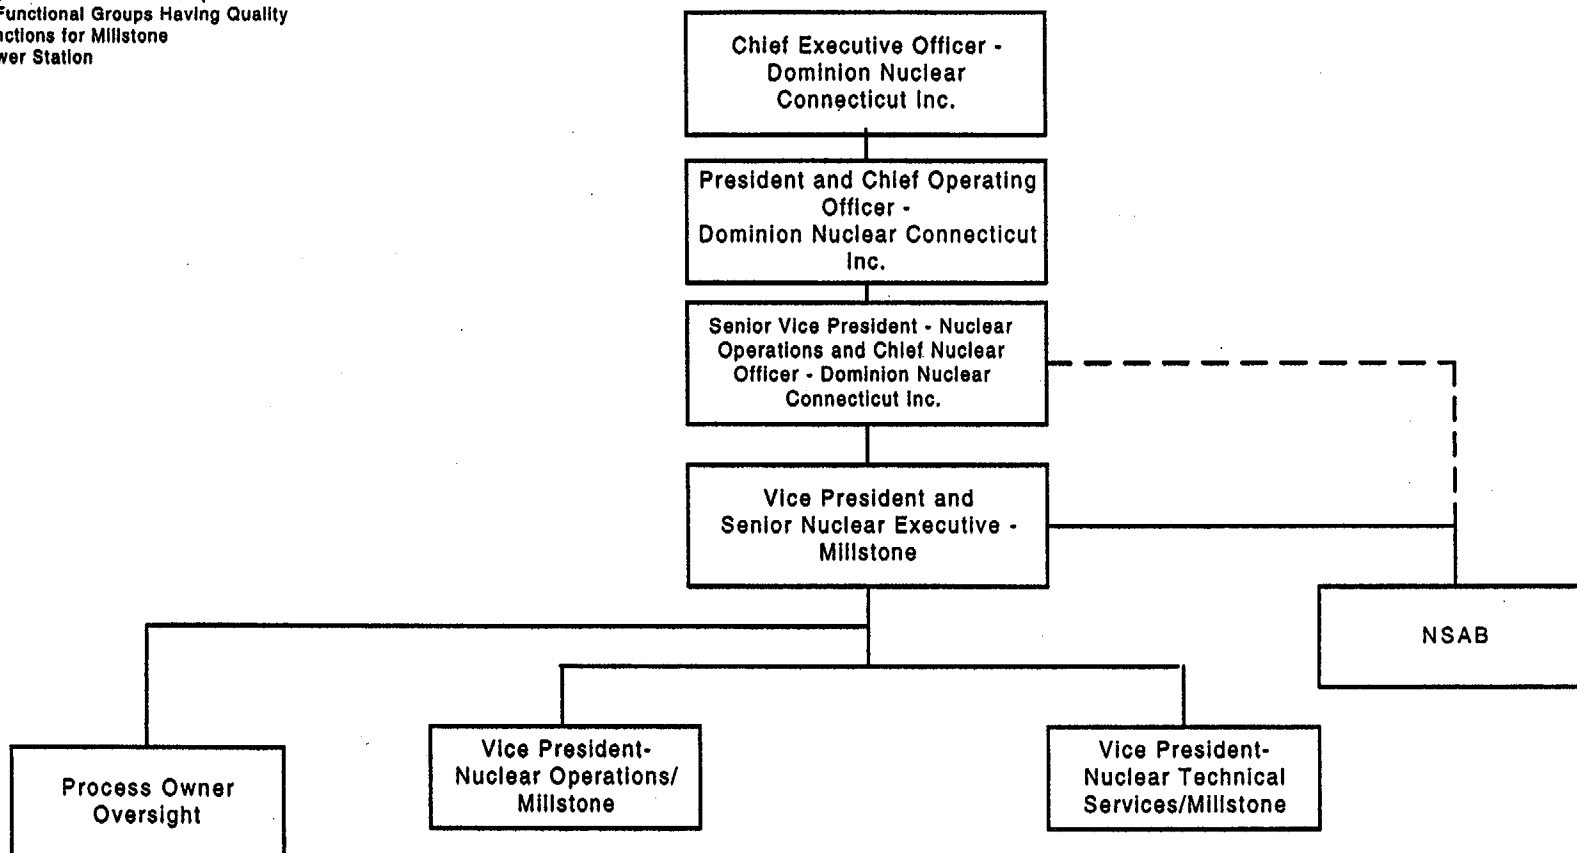 Functional Groups Having Quality
nctions for Millstone
wer Station
Chief Executive Officer -
Dominion Nuclear
Connecticut Inc.
President and Chief Operating
Officer -
Dominion Nuclear Connecticut
Inc.
Senior Vice President - Nuclear
Operations and Chief Nuclear
Officer - Dominion Nuclear
Connecticut Inc.
Vice President and
Senior Nuclear Executive -
Millstone
NSAB
Process Owner
Oversight
Vice President-
Nuclear Operations/
Millstone
Vice President-
Nuclear Technical
Services/Millstone